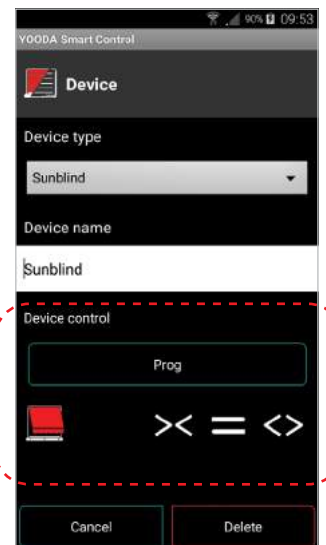 90% 09:53
YOODA Smart Control
Device
Device type
Sunblind
Device name
Sunblind
Device control
Prog
>< = <>
Cancel Delete